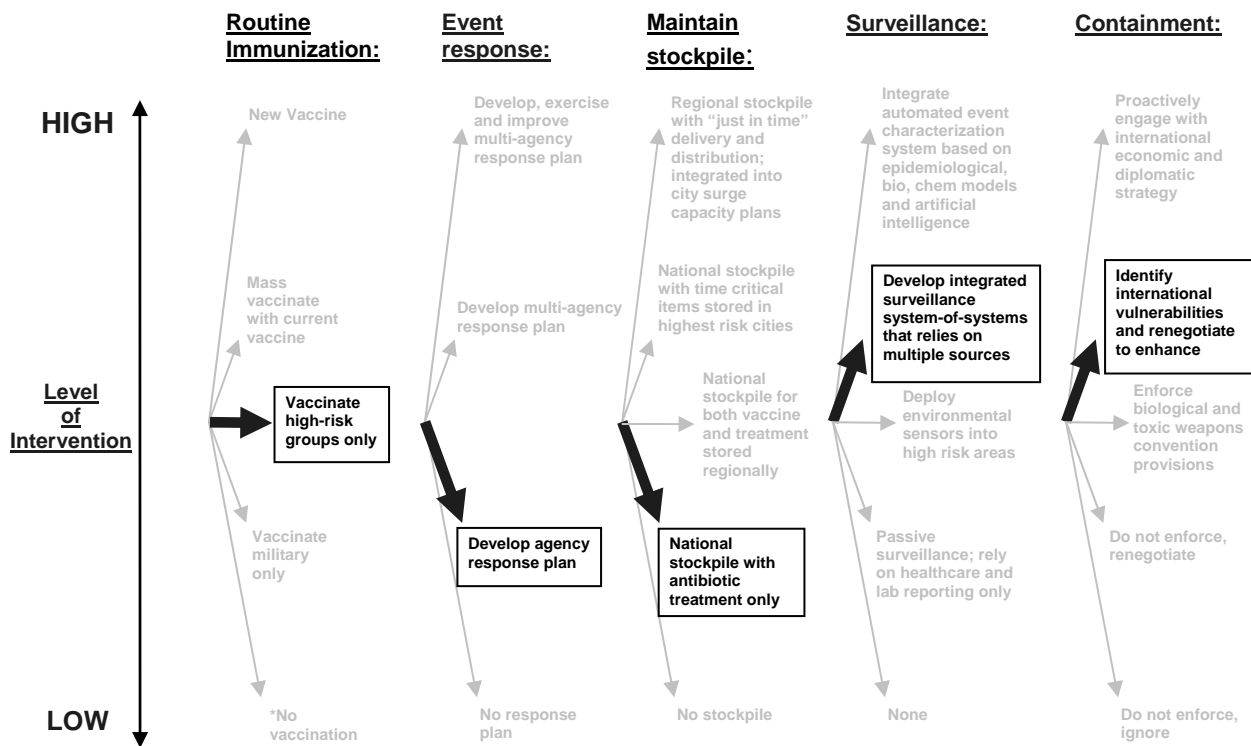 Routine
Immunization:
Event
response:
Maintain
stockpile:
Surveillance:
Containment:
HIGH
Level
of
Intervention
LOW
New Vaccine
Mass
vaccinate
with current
vaccine
Vaccinate
high-risk
groups only
Vaccinate
military
only
*No
vaccination
Develop, exercise
and improve
multi-agency
response plan
Develop multi-agency
response plan
Develop agency
response plan
No response
plan
Regional stockpile
with “just in time”
delivery and
distribution;
integrated into
city surge
capacity plans
National stockpile
with time critical
items stored in
highest risk cities
National
stockpile for
both vaccine
and treatment
stored
regionally
National
stockpile with
antibiotic
treatment only
No stockpile
Integrate
automated event
characterization
system based on
epidemiological,
bio, chem models
and artificial
intelligence
Develop integrated
surveillance
system-of-systems
that relies on
multiple sources
Deploy
environmental
sensors into
high risk areas
Passive
surveillance; rely
on healthcare and
lab reporting only
None
Proactively
engage with
international
economic and
diplomatic
strategy
Identify
international
vulnerabilities
and renegotiate
to enhance
Enforce
biological and
toxic weapons
convention
provisions
Do not enforce,
renegotiate
Do not enforce,
ignore